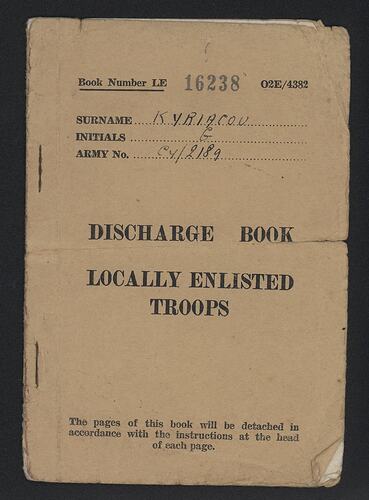 Book Number LE 16238 O2E/4382
SURNAME KYRIACOU
INITIALS G
ARMY No. CY/2189
DISCHARGE BOOK
LOCALLY ENLISTED
TROOPS
The pages of this book will be detached in
accordance with the instructions at the head
of each page.